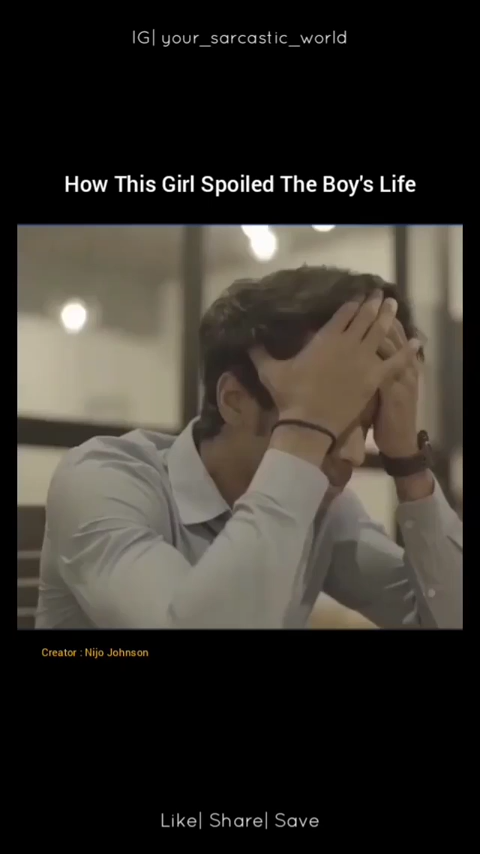 IG| your_sarcastic_world
How This Girl Spoiled The Boy's Life
Creator : Nijo Johnson
Like| Share| Save